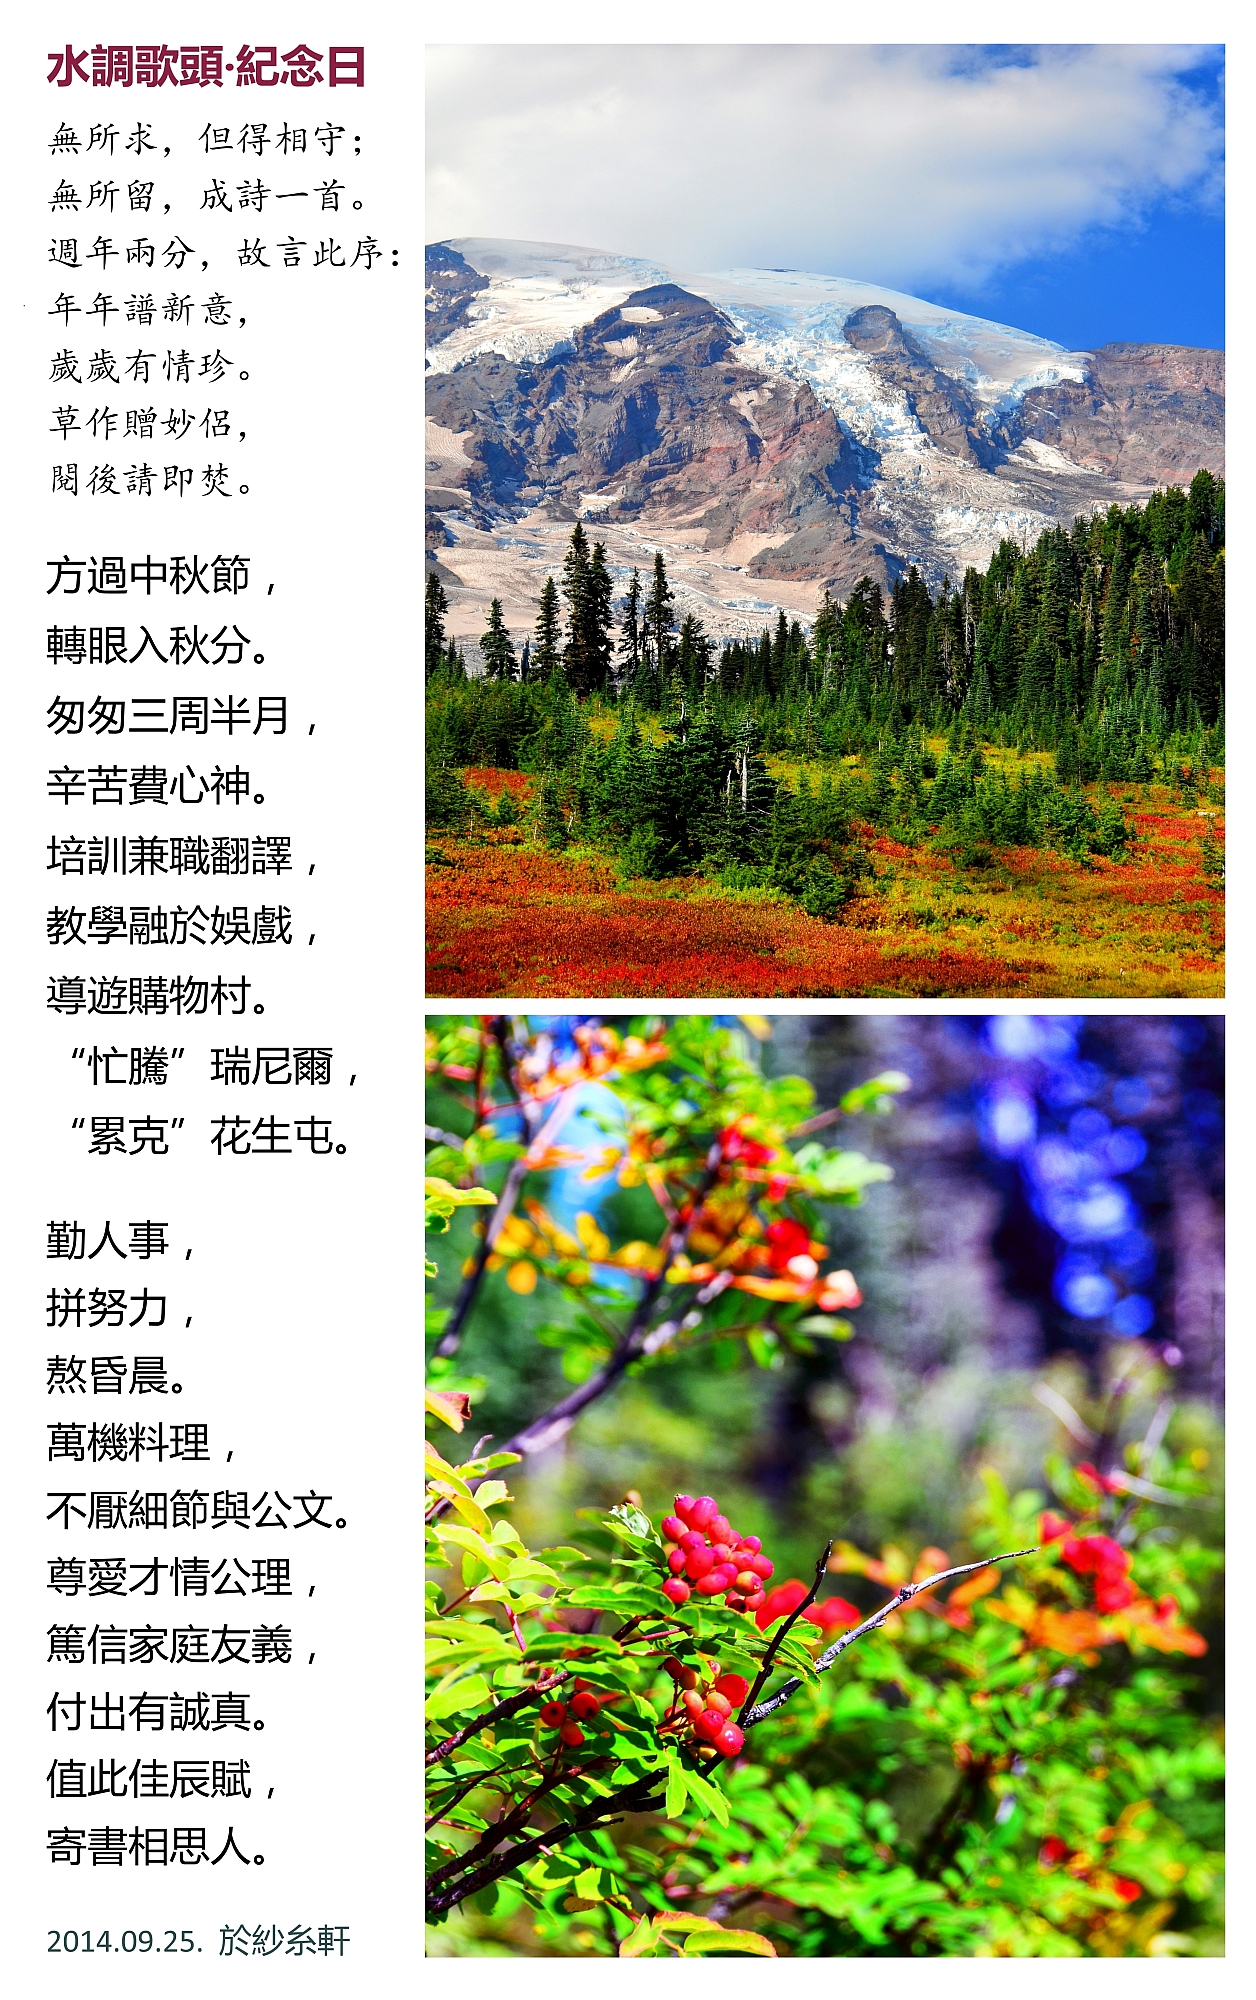 水調歌頭·紀念日
無所求，但得相守；
無所留，成詩一首。
週年兩分，故言此序：
年年譜新意，
歲歲有情珍。
草作贈妙侶，
閱後請即焚。
方過中秋節，
轉眼入秋分。
匆匆三周半月，
辛苦費心神。
培訓兼職翻譯，
教學融於娛戲，
導遊購物村。
“忙騰”瑞尼爾，
“累克”花生屯。
勤人事，
拼努力，
熬昏晨。
萬機料理，
不厭細節與公文。
尊愛才情公理，
篤信家庭友義，
付出有誠真。
值此佳辰賦，
寄書相思人。
2014.09.25. 於紗糸軒